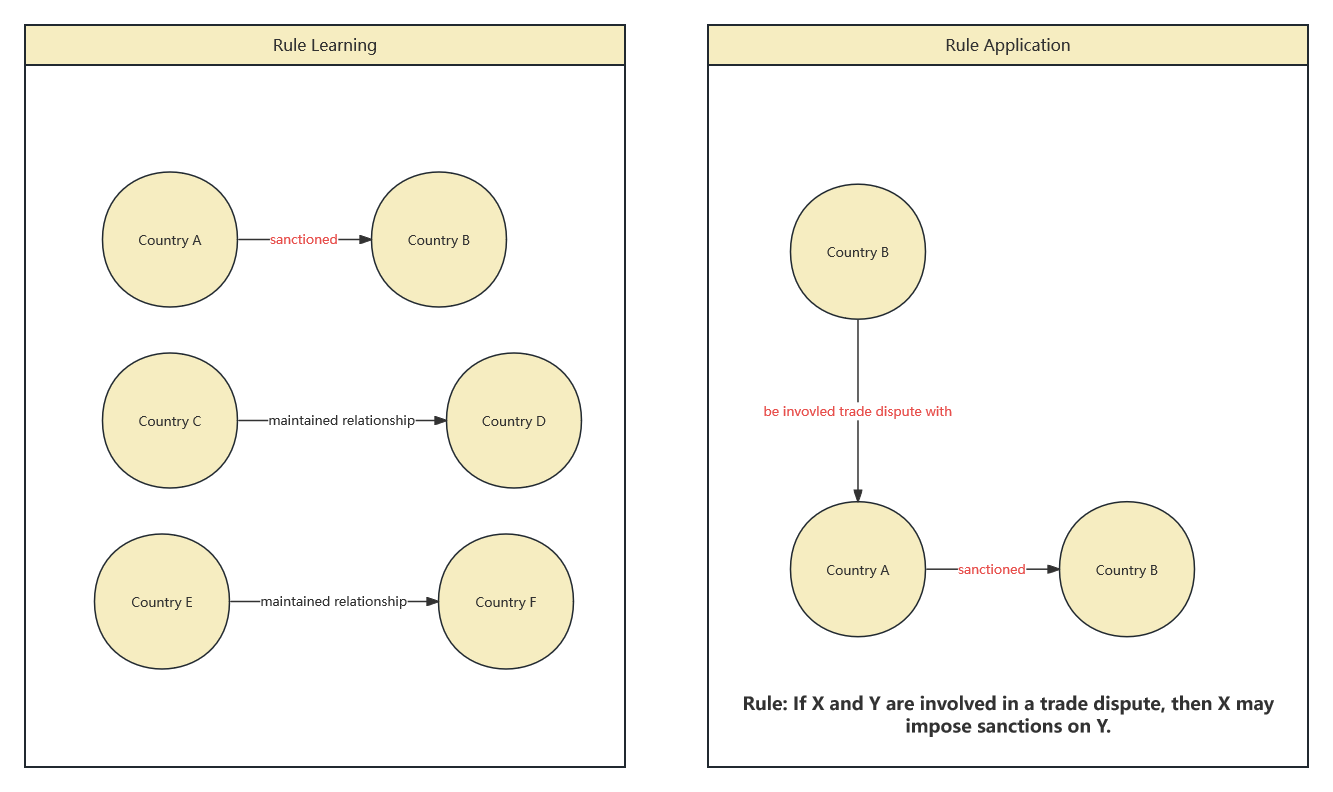 Rule Learning
Country A
sanctioned
Country B
Country C
maintained relationship
Country D
Country E
maintained relationship
Country F
Rule Application
Country B
be invovled trade dispute with
Country A
sanctioned
Country B
Rule: If X and Y are involved in a trade dispute, then X may
impose sanctions on Y.